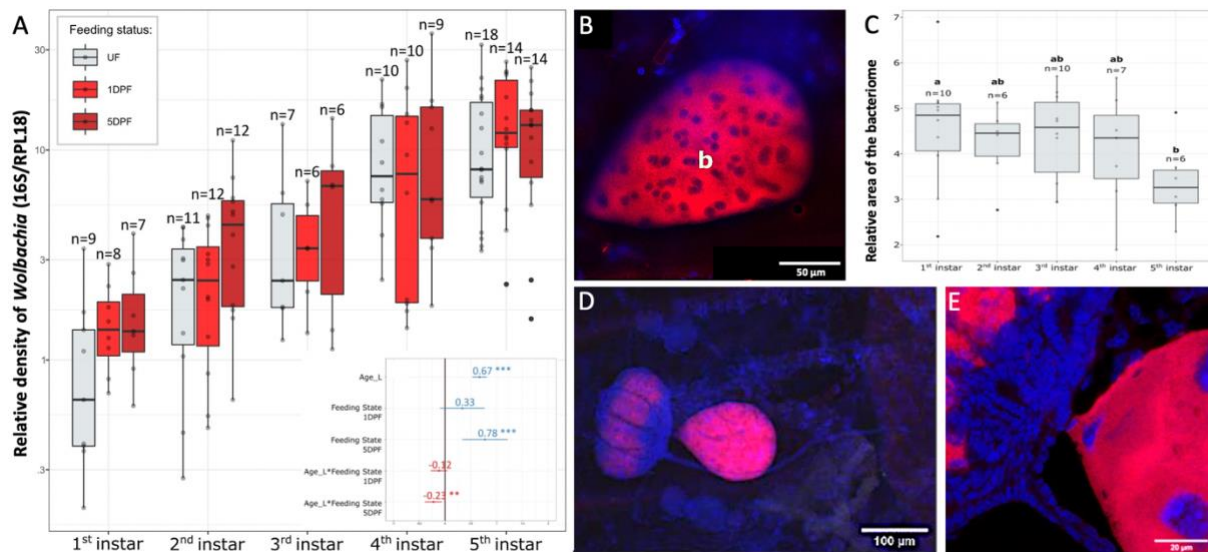 A
Feeding status:
UF
1DPF
5DPF
Relative density of Wolbachia (16S/RPL18)
30
10
3
1
.3
n=9
n=8
n=7
n=11
n=12
n=12
n=7
n=6
n=6
n=10
n=10
n=9
n=18
n=14
n=14
1st instar
2nd instar
3rd instar
4th instar
5th instar
Age_L
0.67 ***
Feeding State
1DPF
0.33
Feeding State
5DPF
0.78 ***
Age_L*Feeding State
1DPF
-0.12
Age_L*Feeding State
5DPF
-0.23 **
B
b
50 µm
C
Relative area of the bacteriome
7
6
5
4
3
2
a
n=10
ab
n=6
ab
n=10
ab
n=7
b
n=6
1st instar
2nd instar
3rd instar
4th instar
5th instar
D
100 µm
E
20 µm